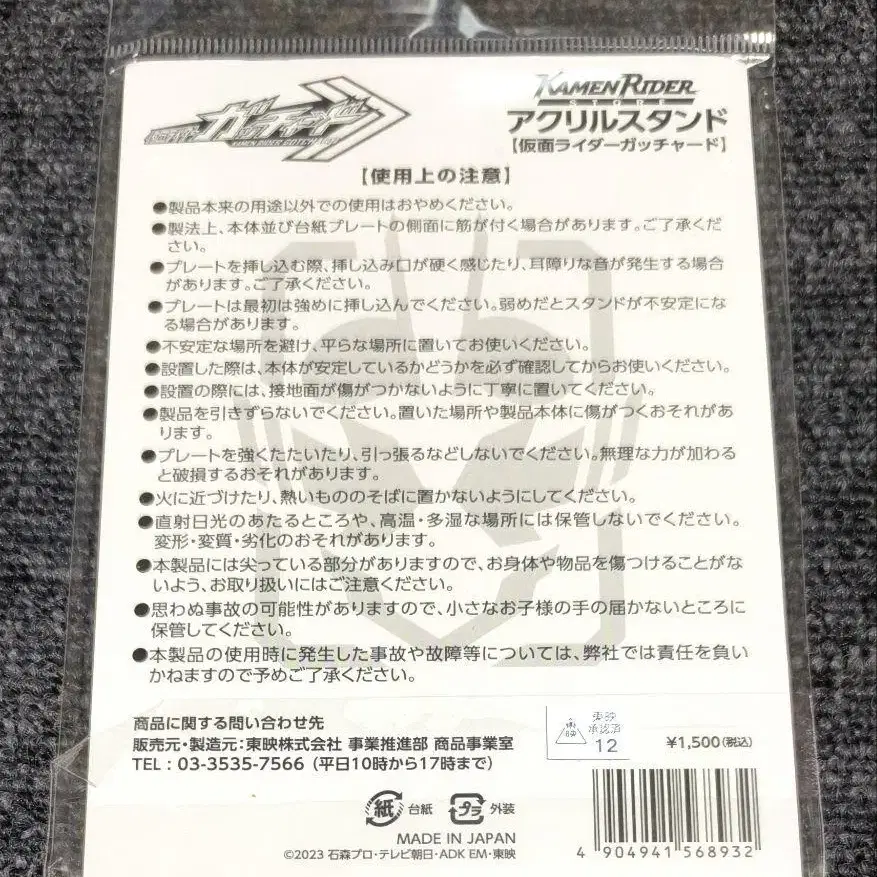 仮面ライダー ガッチャード
KAMEN RIDER GOTCHARD
KAMEN RIDER
STORE
アクリルスタンド
【仮面ライダーガッチャード】
【使用上の注意】
●製品本来の用途以外での使用はおやめください。
●製法上、本体並び台紙プレートの側面に筋が付く場合があります。ご了承くだ
さい。
●プレートを挿し込む際、挿し込み口が硬く感じたり、耳障りな音が発生する場合
があります。ご了承ください。
●プレートは最初は強めに挿し込んでください。弱めだとスタンドが不安定にな
る場合があります。
●不安定な場所を避け、平らな場所に置いてお使いください。
●設置した際は、本体が安定しているかどうかを必ず確認してからお使いください。
●設置の際には、接地面が傷がつかないように丁寧に置いてください。
●製品を引きずらないでください。置いた場所や製品本体に傷がつくおそれがあ
ります。
●プレートを強くたたいたり、引っ張るなどしないでください。無理な力が加わる
と破損するおそれがあります。
●火に近づけたり、熱いもののそばに置かないようにしてください。
●直射日光のあたるところや、高温・多湿な場所には保管しないでください。
変形・変質・劣化のおそれがあります。
●本製品には尖っている部分がありますので、お身体や物品を傷つけることがな
いよう、お取り扱いにはご注意ください。
●思わぬ事故の可能性がありますので、小さなお子様の手の届かないところに
保管してください。
●本製品の使用時に発生した事故や故障等については、弊社では責任を負い
かねますので予めご了承ください。
商品に関する問い合わせ先
販売元・製造元:東映株式会社 事業推進部 商品事業室
TEL : 03-3535-7566 (平日10時から17時まで)
映
東映
承認済
12
¥1,500(税込)
紙 台紙 プラ 外装
MADE IN JAPAN
©2023 石森プロ・テレビ朝日・ADK EM・東映
4 904941 568932